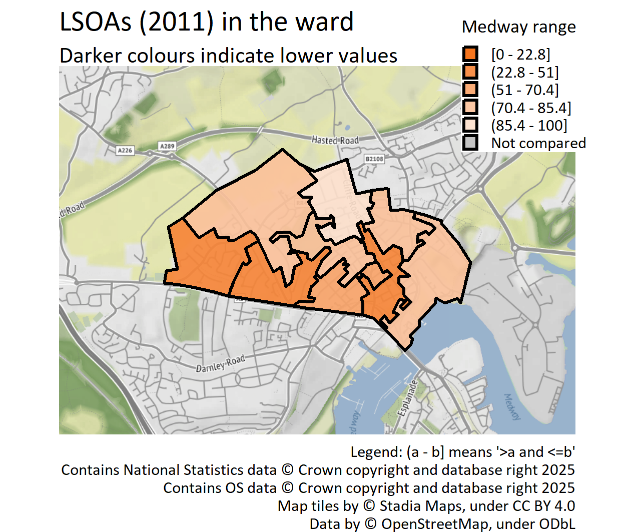 LSOAs (2011) in the ward
Darker colours indicate lower values
Medway range
[0 - 22.8]
(22.8 - 51]
(51 - 70.4]
(70.4 - 85.4]
(85.4 - 100]
Not compared
Hasted Road
A226
A289
B2108
d Road
Darnley Road
Esplanade
Medway
dway
Legend: (a - b] means '>a and <=b'
Contains National Statistics data © Crown copyright and database right 2025
Contains OS data © Crown copyright and database right 2025
Map tiles by © Stadia Maps, under CC BY 4.0
Data by © OpenStreetMap, under ODbL